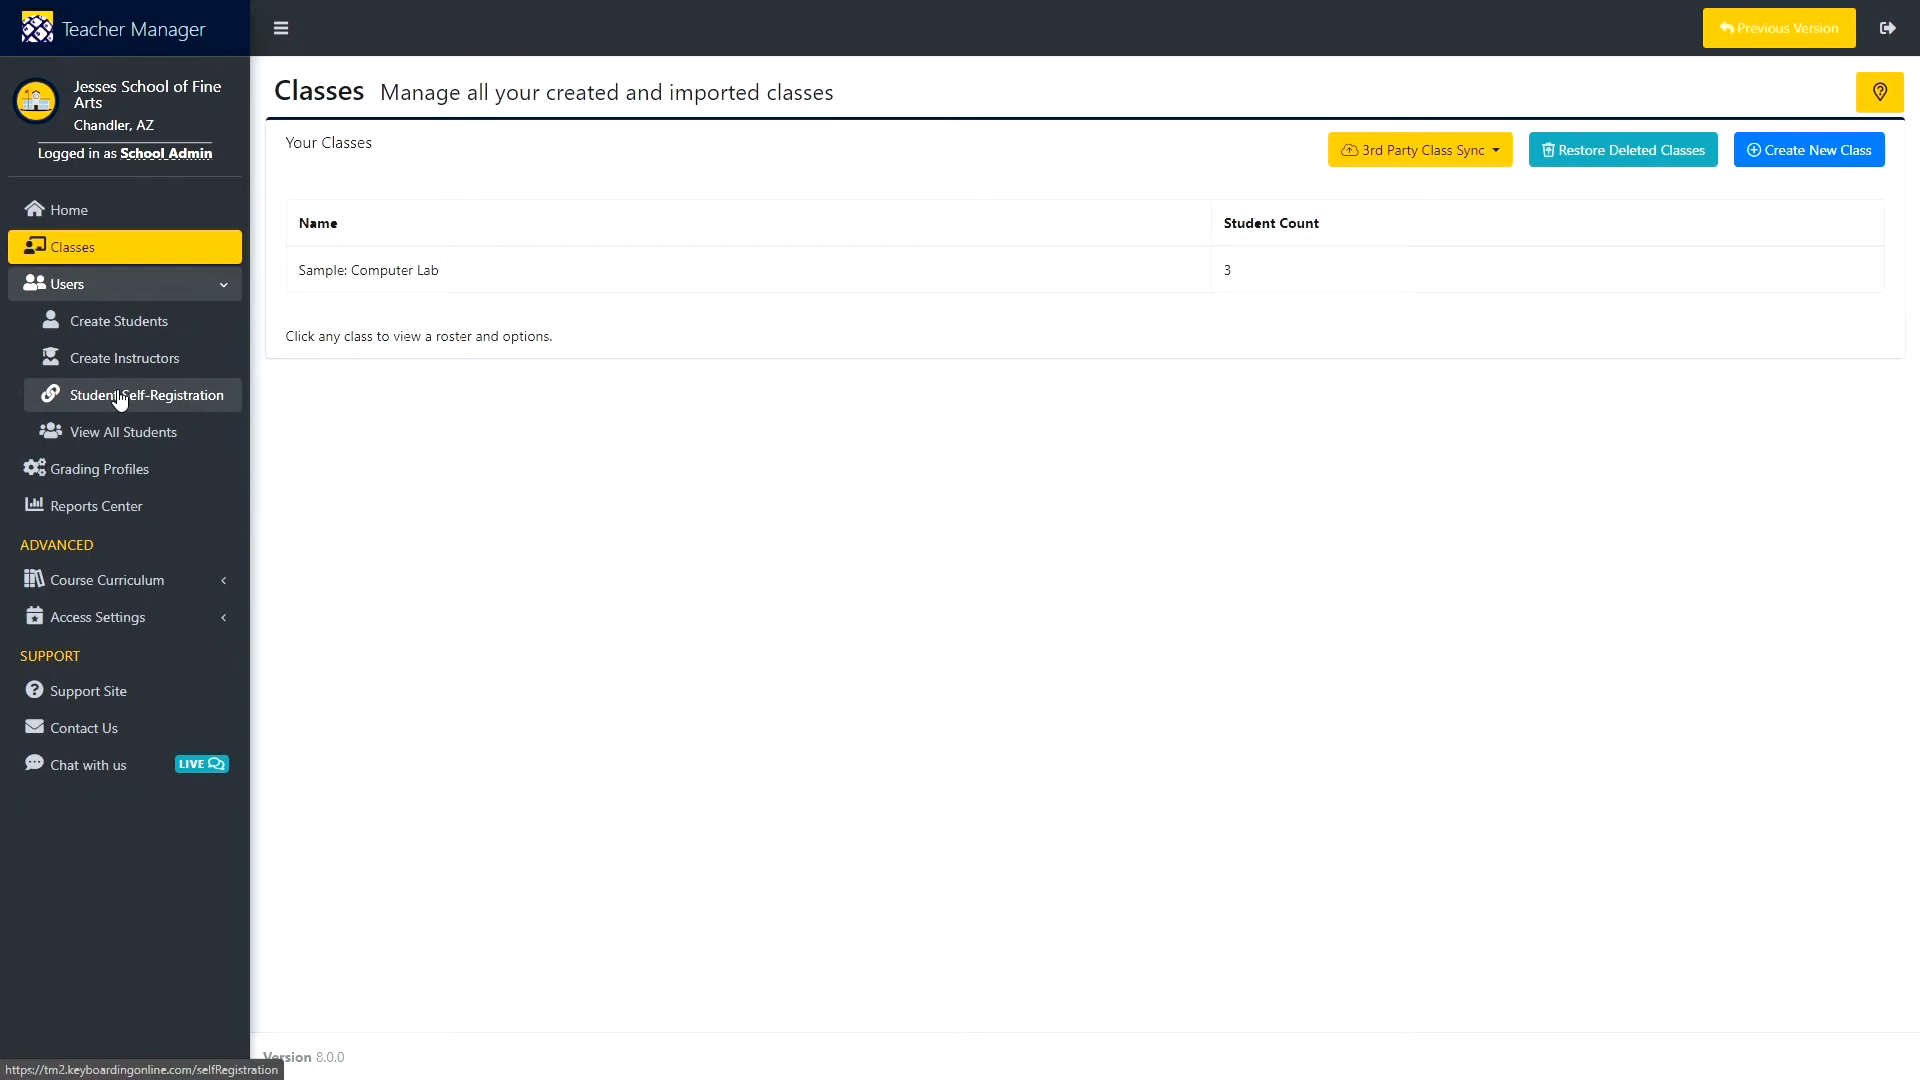 Teacher Manager
Previous Version
Jesses School of Fine
Arts
Chandler, AZ
Logged in as School Admin
Home
Classes
Users
Create Students
Create Instructors
Student Self-Registration
View All Students
Grading Profiles
Reports Center
ADVANCED
Course Curriculum
Access Settings
SUPPORT
Support Site
Contact Us
Chat with us LIVE
Classes Manage all your created and imported classes
Your Classes
3rd Party Class Sync
Restore Deleted Classes
Create New Class
Name Student Count
Sample: Computer Lab 3
Click any class to view a roster and options.
Version 8.0.0
https://tm2.keyboardingonline.com/selfRegistration